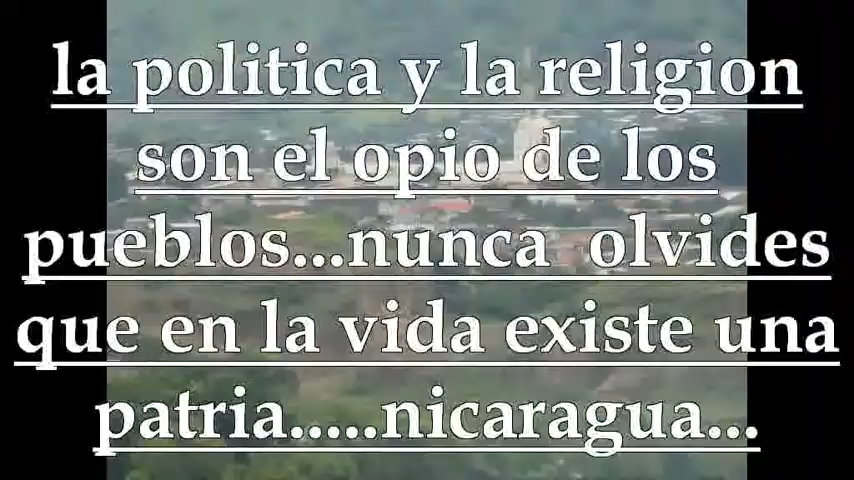 la politica y la religion
son el opio de los
pueblos...nunca olvides
que en la vida existe una
patria.....nicaragua...